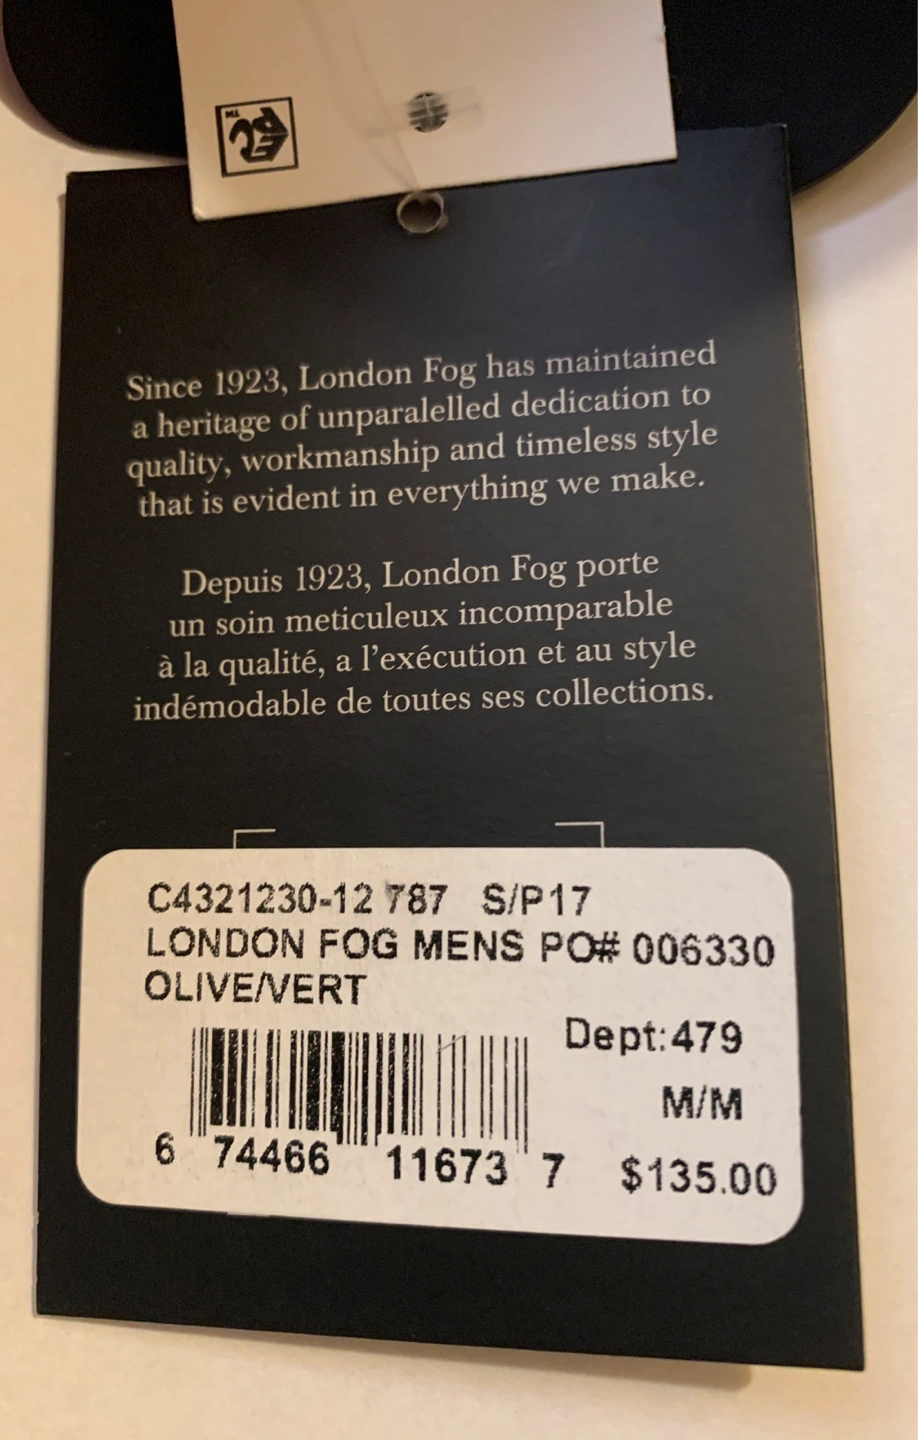 Since 1923, London Fog has maintained
a heritage of unparalelled dedication to
quality, workmanship and timeless style
that is evident in everything we make.
Depuis 1923, London Fog porte
un soin meticuleux incomparable
à la qualité, a l'exécution et au style
indémodable de toutes ses collections.
C4321230-12 787 S/P17
LONDON FOG MENS PO# 006330
OLIVE/VERT
Dept:479
M/M
6 74466 11673 7 $135.00